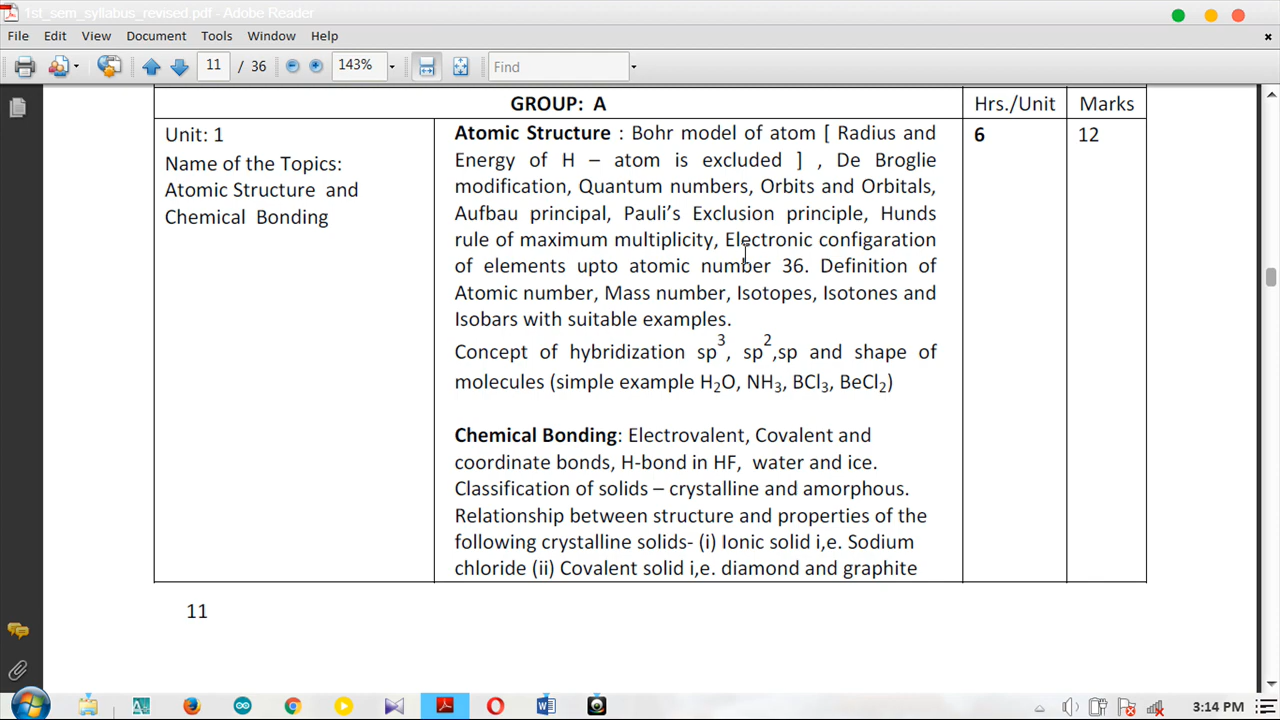 1st_sem_syllabus_revised pdf - Adobe Reader
File Edit View Document Tools Window Help
11 / 36 143% Find
GROUP: A Hrs./Unit Marks
Unit: 1
Name of the Topics:
Atomic Structure and
Chemical Bonding
Atomic Structure : Bohr model of atom [ Radius and
Energy of H – atom is excluded ] , De Broglie
modification, Quantum numbers, Orbits and Orbitals,
Aufbau principal, Pauli’s Exclusion principle, Hunds
rule of maximum multiplicity, Electronic configaration
of elements upto atomic number 36. Definition of
Atomic number, Mass number, Isotopes, Isotones and
Isobars with suitable examples.
Concept of hybridization sp³, sp²,sp and shape of
molecules (simple example H₂O, NH₃, BCl₃, BeCl₂)
Chemical Bonding: Electrovalent, Covalent and
coordinate bonds, H-bond in HF, water and ice.
Classification of solids – crystalline and amorphous.
Relationship between structure and properties of the
following crystalline solids- (i) Ionic solid i,e. Sodium
chloride (ii) Covalent solid i,e. diamond and graphite
6
12
11
3:14 PM